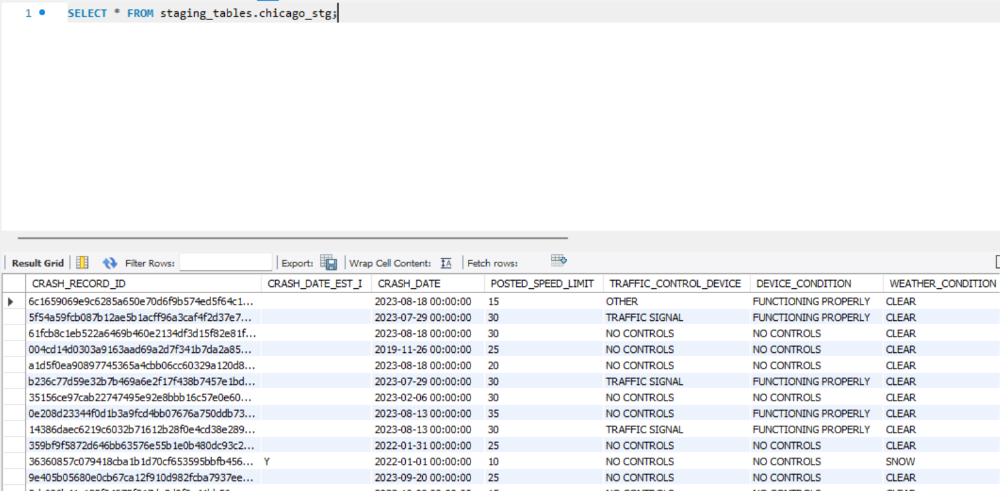 1 SELECT * FROM staging_tables.chicago_stg;
Result Grid Filter Rows: Export: Wrap Cell Content: Fetch rows:
CRASH_RECORD_ID CRASH_DATE_EST_I CRASH_DATE POSTED_SPEED_LIMIT TRAFFIC_CONTROL_DEVICE DEVICE_CONDITION WEATHER_CONDITION
6c1659069e9c6285a650e70d6f9b574ed5f64c1... 2023-08-18 00:00:00 15 OTHER FUNCTIONING PROPERLY CLEAR
5f54a59fcb087b12ae5b1acff96a3caf4f2d37e7... 2023-07-29 00:00:00 30 TRAFFIC SIGNAL FUNCTIONING PROPERLY CLEAR
61fcb8c1eb522a6469b460e2134df3d15f82e81f... 2023-08-18 00:00:00 30 NO CONTROLS NO CONTROLS CLEAR
004cd14d0303a9163aad69a2d7f341b7da2a85... 2019-11-26 00:00:00 25 NO CONTROLS NO CONTROLS CLEAR
a1d5f0ea90897745365a4cbb06cc60329a120d8... 2023-08-18 00:00:00 20 NO CONTROLS NO CONTROLS CLEAR
b236c77d59e32b7b469a6e2f17f438b7457e1bd... 2023-07-29 00:00:00 30 TRAFFIC SIGNAL FUNCTIONING PROPERLY CLEAR
35156ce97cab22747495e92e8bbb16c57e0e60... 2023-02-06 00:00:00 30 NO CONTROLS NO CONTROLS CLEAR
0e208d23344f0d1b3a9fcd4bb07676a750ddb73... 2023-08-13 00:00:00 35 NO CONTROLS FUNCTIONING PROPERLY CLEAR
14386daec6219c6032b71612b28f0e4cd38e289... 2023-08-13 00:00:00 30 TRAFFIC SIGNAL FUNCTIONING PROPERLY CLEAR
359bf9f5872d646bb63576e55b1e0b480dc93c2... 2022-01-31 00:00:00 25 NO CONTROLS NO CONTROLS CLEAR
36360857c079418cba1b1d70cf653595bbfb456... Y 2022-01-01 00:00:00 10 NO CONTROLS NO CONTROLS SNOW
9e405b05680e0cb67ca12f910d982fcba7937ee... 2023-09-20 00:00:00 25 NO CONTROLS NO CONTROLS CLEAR